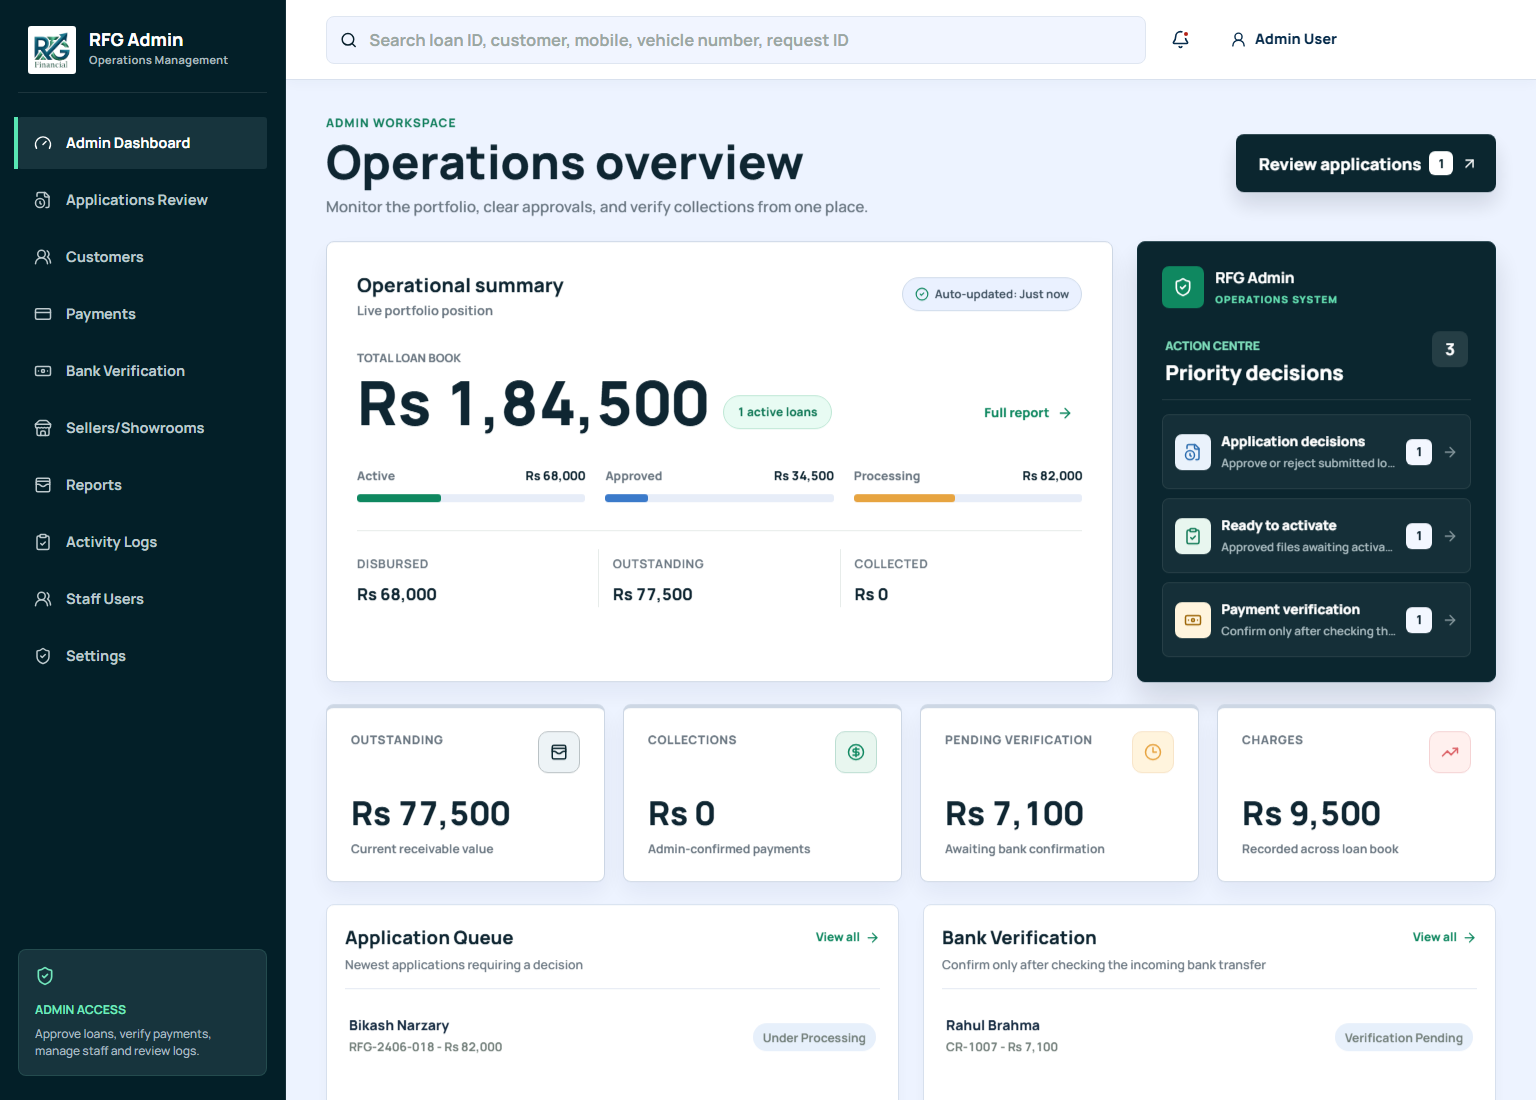 RFG
Financial
RFG Admin
Operations Management
Admin Dashboard
Applications Review
Customers
Payments
Bank Verification
Sellers/Showrooms
Reports
Activity Logs
Staff Users
Settings
ADMIN ACCESS
Approve loans, verify payments,
manage staff and review logs.
Search loan ID, customer, mobile, vehicle number, request ID
Admin User
ADMIN WORKSPACE
Operations overview
Monitor the portfolio, clear approvals, and verify collections from one place.
Review applications 1
Operational summary
Live portfolio position
Auto-updated: Just now
TOTAL LOAN BOOK
Rs 1,84,500
1 active loans
Full report
Active Rs 68,000
Approved Rs 34,500
Processing Rs 82,000
DISBURSED
Rs 68,000
OUTSTANDING
Rs 77,500
COLLECTED
Rs 0
RFG Admin
OPERATIONS SYSTEM
ACTION CENTRE
Priority decisions
3
Application decisions
Approve or reject submitted lo...
1
Ready to activate
Approved files awaiting activa...
1
Payment verification
Confirm only after checking th...
1
OUTSTANDING
Rs 77,500
Current receivable value
COLLECTIONS
Rs 0
Admin-confirmed payments
PENDING VERIFICATION
Rs 7,100
Awaiting bank confirmation
CHARGES
Rs 9,500
Recorded across loan book
Application Queue
View all
Newest applications requiring a decision
Bikash Narzary
RFG-2406-018 - Rs 82,000
Under Processing
Bank Verification
View all
Confirm only after checking the incoming bank transfer
Rahul Brahma
CR-1007 - Rs 7,100
Verification Pending